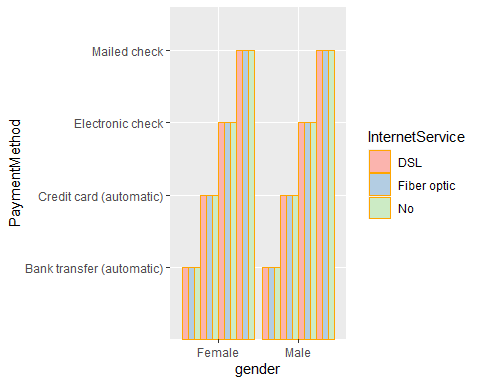 PaymentMethod
Mailed check
Electronic check
Credit card (automatic)
Bank transfer (automatic)
Female
Male
gender
InternetService
DSL
Fiber optic
No